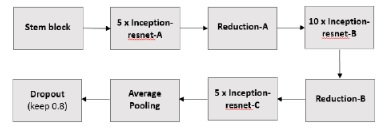 Stem block
5 x Inception-
resnet-A
Reduction-A
10 x Inception-
resnet-B
Reduction-B
5 x Inception-
resnet-C
Average
Pooling
Dropout
(keep 0.8)